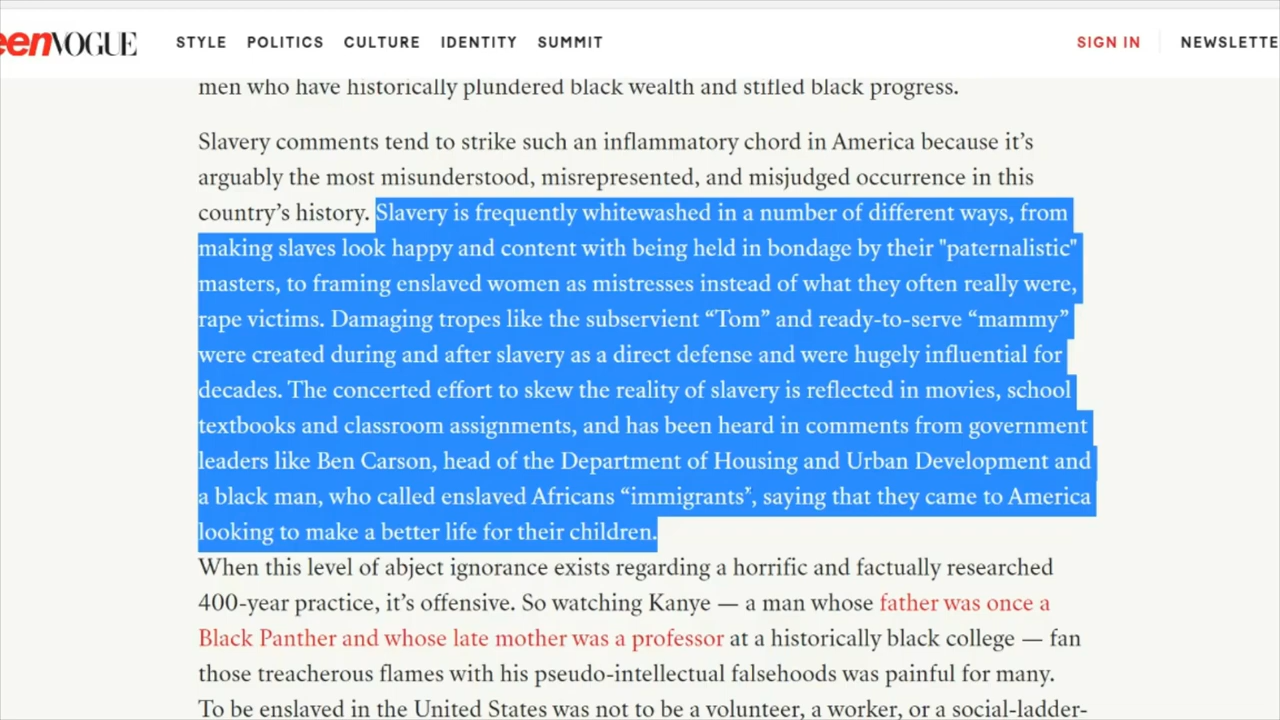 eenVOGUE STYLE POLITICS CULTURE IDENTITY SUMMIT SIGN IN NEWSLETTE
men who have historically plundered black wealth and stifled black progress.
Slavery comments tend to strike such an inflammatory chord in America because it’s
arguably the most misunderstood, misrepresented, and misjudged occurrence in this
country’s history. Slavery is frequently whitewashed in a number of different ways, from
making slaves look happy and content with being held in bondage by their "paternalistic"
masters, to framing enslaved women as mistresses instead of what they often really were,
rape victims. Damaging tropes like the subservient “Tom” and ready-to-serve “mammy”
were created during and after slavery as a direct defense and were hugely influential for
decades. The concerted effort to skew the reality of slavery is reflected in movies, school
textbooks and classroom assignments, and has been heard in comments from government
leaders like Ben Carson, head of the Department of Housing and Urban Development and
a black man, who called enslaved Africans “immigrants”, saying that they came to America
looking to make a better life for their children.
When this level of abject ignorance exists regarding a horrific and factually researched
400-year practice, it’s offensive. So watching Kanye — a man whose father was once a
Black Panther and whose late mother was a professor at a historically black college — fan
those treacherous flames with his pseudo-intellectual falsehoods was painful for many.
To be enslaved in the United States was not to be a volunteer, a worker, or a social-ladder-